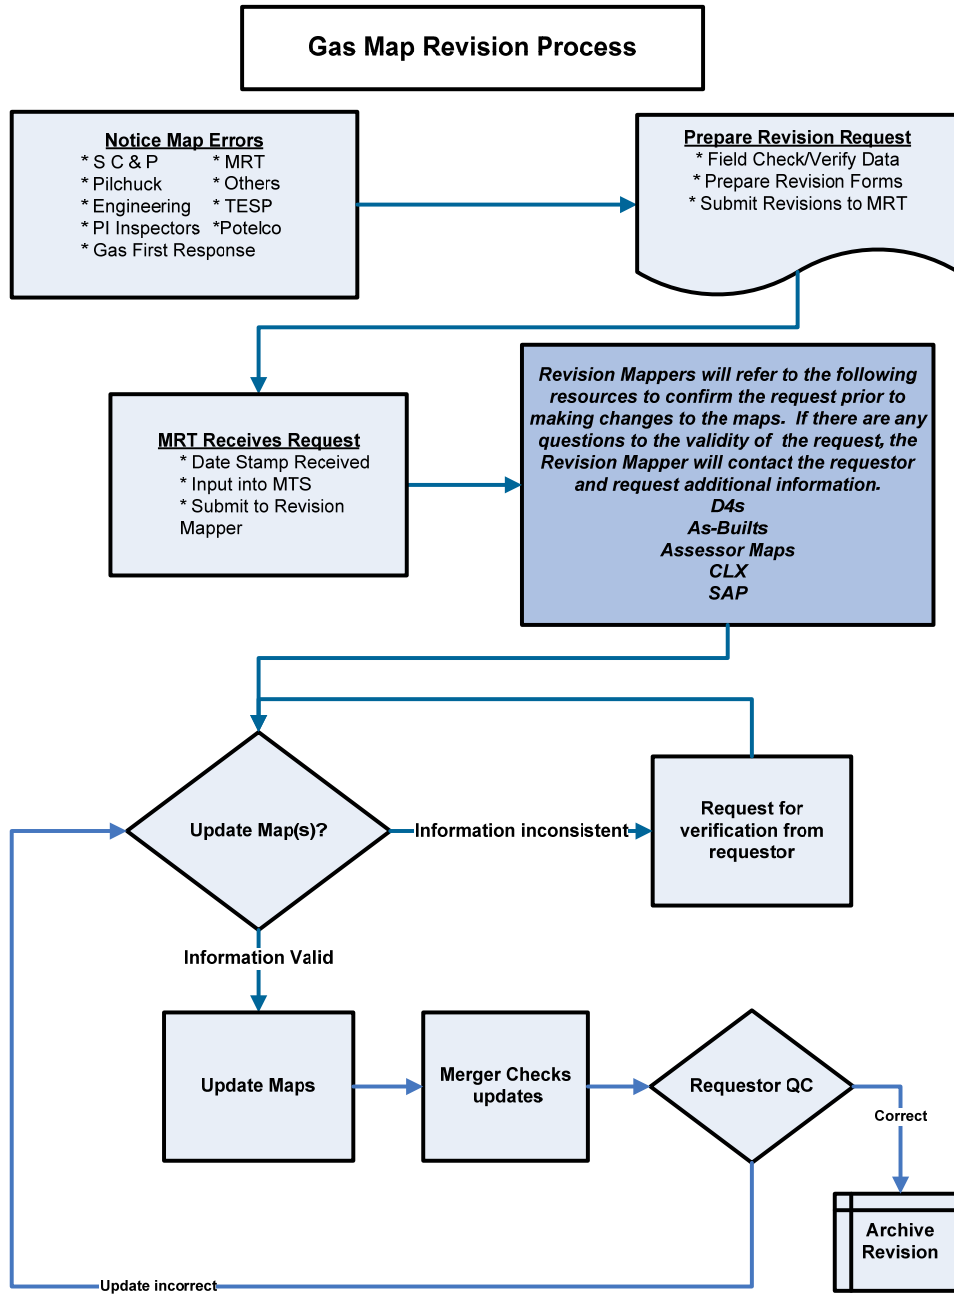 Gas Map Revision Process
Notice Map Errors
* S C & P * MRT
* Pilchuck * Others
* Engineering * TESP
* PI Inspectors *Potelco
* Gas First Response
Prepare Revision Request
* Field Check/Verify Data
* Prepare Revision Forms
* Submit Revisions to MRT
MRT Receives Request
* Date Stamp Received
* Input into MTS
* Submit to Revision
Mapper
Revision Mappers will refer to the following
resources to confirm the request prior to
making changes to the maps. If there are any
questions to the validity of the request, the
Revision Mapper will contact the requestor
and request additional information.
D4s
As-Builts
Assessor Maps
CLX
SAP
Update Map(s)?
Information inconsistent
Request for
verification from
requestor
Information Valid
Update Maps
Merger Checks
updates
Requestor QC
Correct
Archive
Revision
Update incorrect